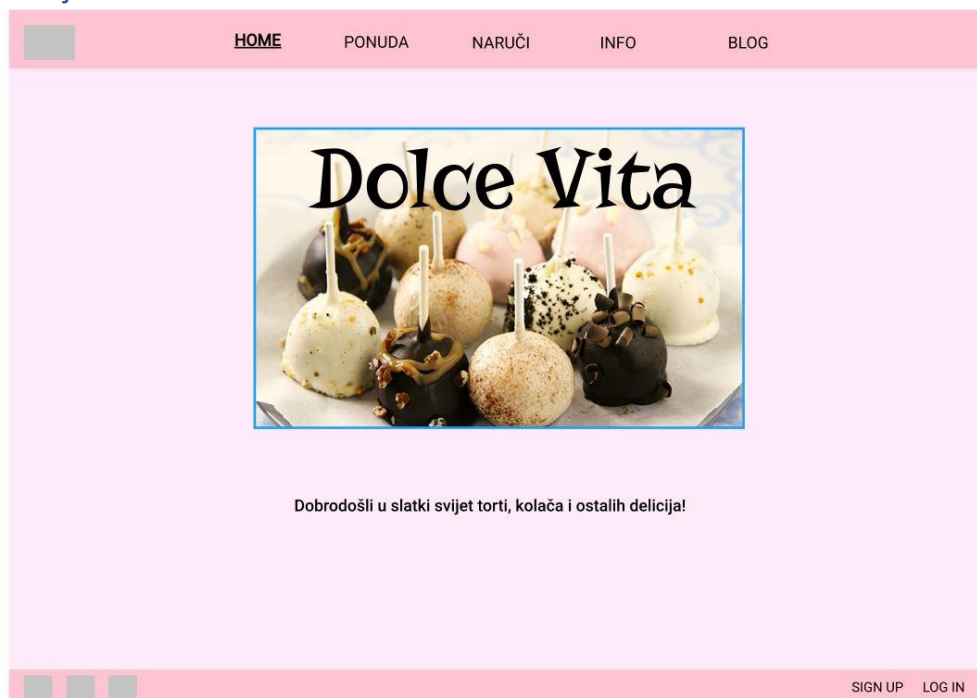 HOME PONUDA NARUČI INFO BLOG
Dolce Vita
Dobrodošli u slatki svijet torti, kolača i ostalih delicija!
SIGN UP LOG IN